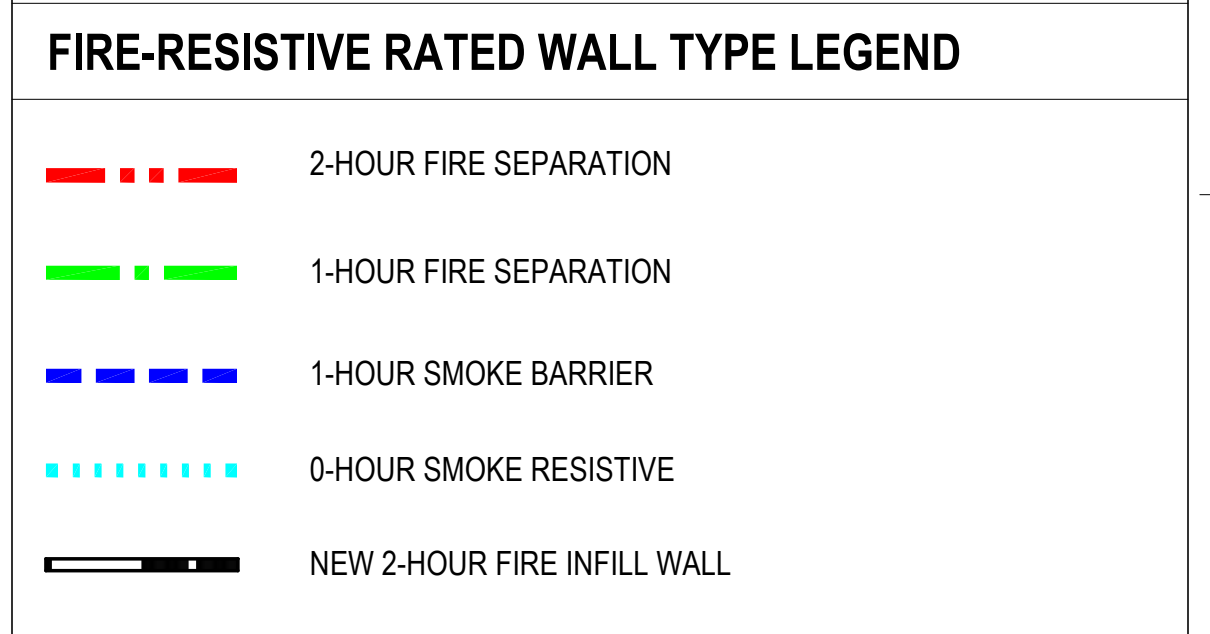 FIRE-RESISTIVE RATED WALL TYPE LEGEND
2-HOUR FIRE SEPARATION
1-HOUR FIRE SEPARATION
1-HOUR SMOKE BARRIER
0-HOUR SMOKE RESISTIVE
NEW 2-HOUR FIRE INFILL WALL